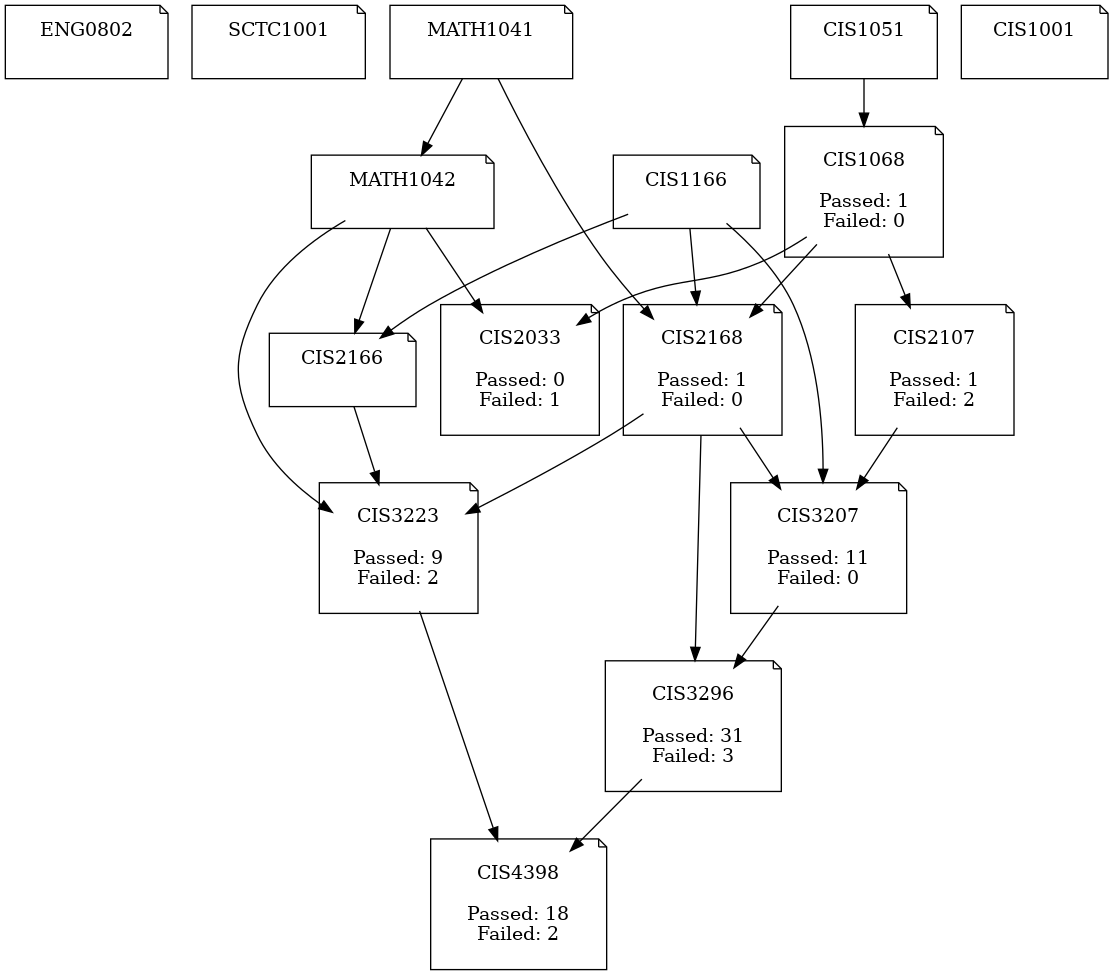 ENG0802
SCTC1001
MATH1041
CIS1051
CIS1001
CIS1068
Passed: 1
Failed: 0
MATH1042
CIS1166
CIS2033
Passed: 0
Failed: 1
CIS2168
Passed: 1
Failed: 0
CIS2107
Passed: 1
Failed: 2
CIS2166
CIS3223
Passed: 9
Failed: 2
CIS3207
Passed: 11
Failed: 0
CIS3296
Passed: 31
Failed: 3
CIS4398
Passed: 18
Failed: 2